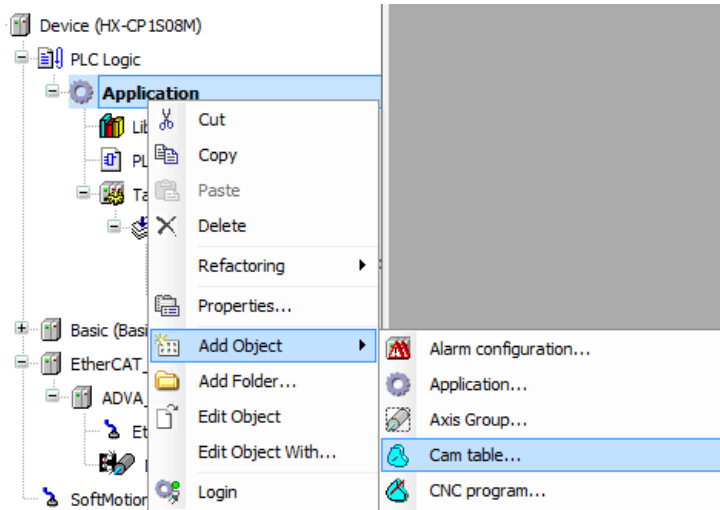 Device (HX-CP1S08M)
PLC Logic
Application
Cut
Copy
Paste
Delete
Refactoring
Properties...
Basic (Basi
Add Object
Alarm configuration...
EtherCAT_
Add Folder...
Application...
ADVA_
Edit Object
Axis Group...
Edit Object With...
Cam table...
SoftMotion
Login
CNC program...